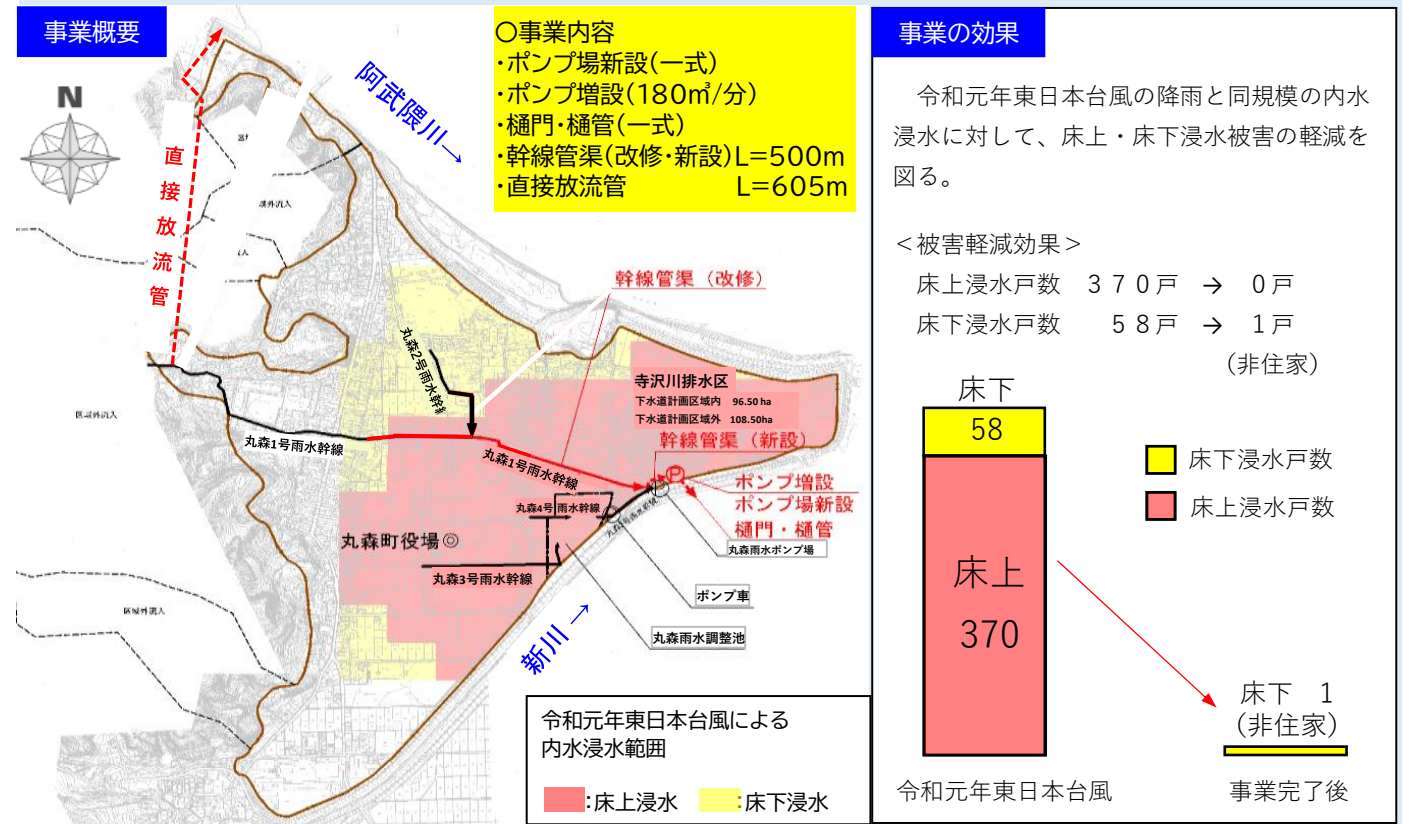 事業概要
N
直接放流管
阿武隈川→
○事業内容
・ポンプ場新設(一式)
・ポンプ増設(180㎥/分)
・樋門・樋管(一式)
・幹線管渠(改修・新設)L=500m
・直接放流管 L=605m
区域外流入
幹線管渠（改修）
丸森2号雨水幹線
丸森1号雨水幹線
丸森1号雨水幹線
寺沢川排水区
下水道計画区域内 96.50 ha
下水道計画区域外 108.50ha
幹線管渠（新設）
P
ポンプ増設
ポンプ場新設
樋門・樋管
丸森雨水ポンプ場
丸森4号雨水幹線
丸森町役場◎
丸森3号雨水幹線
ポンプ車
丸森雨水調整池
新川→
区域外流入
令和元年東日本台風による
内水浸水範囲
:床上浸水 :床下浸水
事業の効果
令和元年東日本台風の降雨と同規模の内水
浸水に対して、床上・床下浸水被害の軽減を
図る。
＜被害軽減効果＞
床上浸水戸数 ３７０戸 → ０戸
床下浸水戸数 ５８戸 → １戸
(非住家)
床下
58
床上
370
床下浸水戸数
床上浸水戸数
床下 1
(非住家)
令和元年東日本台風 事業完了後